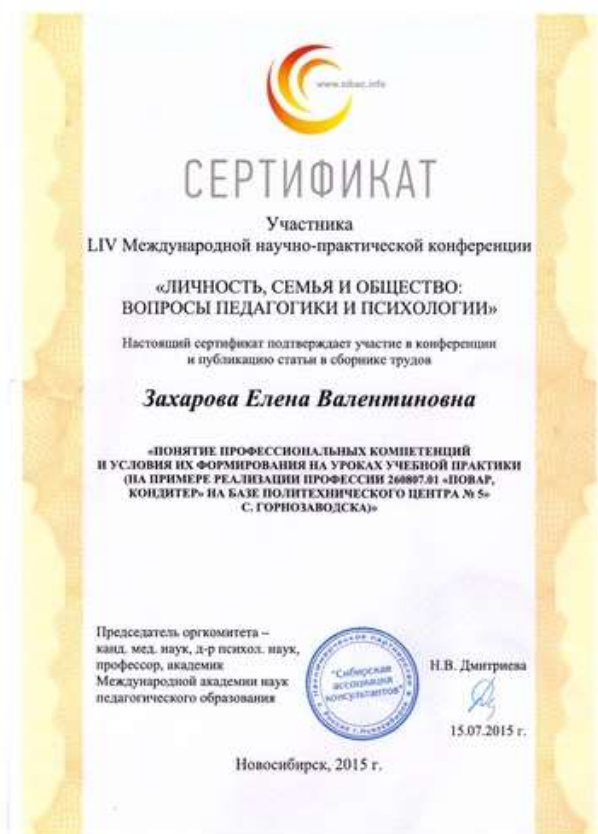 www.sibac.info
СЕРТИФИКАТ
Участника
LIV Международной научно-практической конференции
«ЛИЧНОСТЬ, СЕМЬЯ И ОБЩЕСТВО:
ВОПРОСЫ ПЕДАГОГИКИ И ПСИХОЛОГИИ»
Настоящий сертификат подтверждает участие в конференции
и публикацию статьи в сборнике трудов
Захарова Елена Валентиновна
«ПОНЯТИЕ ПРОФЕССИОНАЛЬНЫХ КОМПЕТЕНЦИЙ
И УСЛОВИЯ ИХ ФОРМИРОВАНИЯ НА УРОКАХ УЧЕБНОЙ ПРАКТИКИ
(НА ПРИМЕРЕ РЕАЛИЗАЦИИ ПРОФЕССИИ 260807.01 «ПОВАР,
КОНДИТЕР» НА БАЗЕ ПОЛИТЕХНИЧЕСКОГО ЦЕНТРА № 5»
С. ГОРНОЗАВОДСКА)»
Председатель оргкомитета –
канд. мед. наук, д-р психол. наук,
профессор, академик
Международной академии наук
педагогического образования
Некоммерческое партнерство
"Сибирская
ассоциация
консультантов"
Н.В. Дмитриева
15.07.2015 г.
Новосибирск, 2015 г.